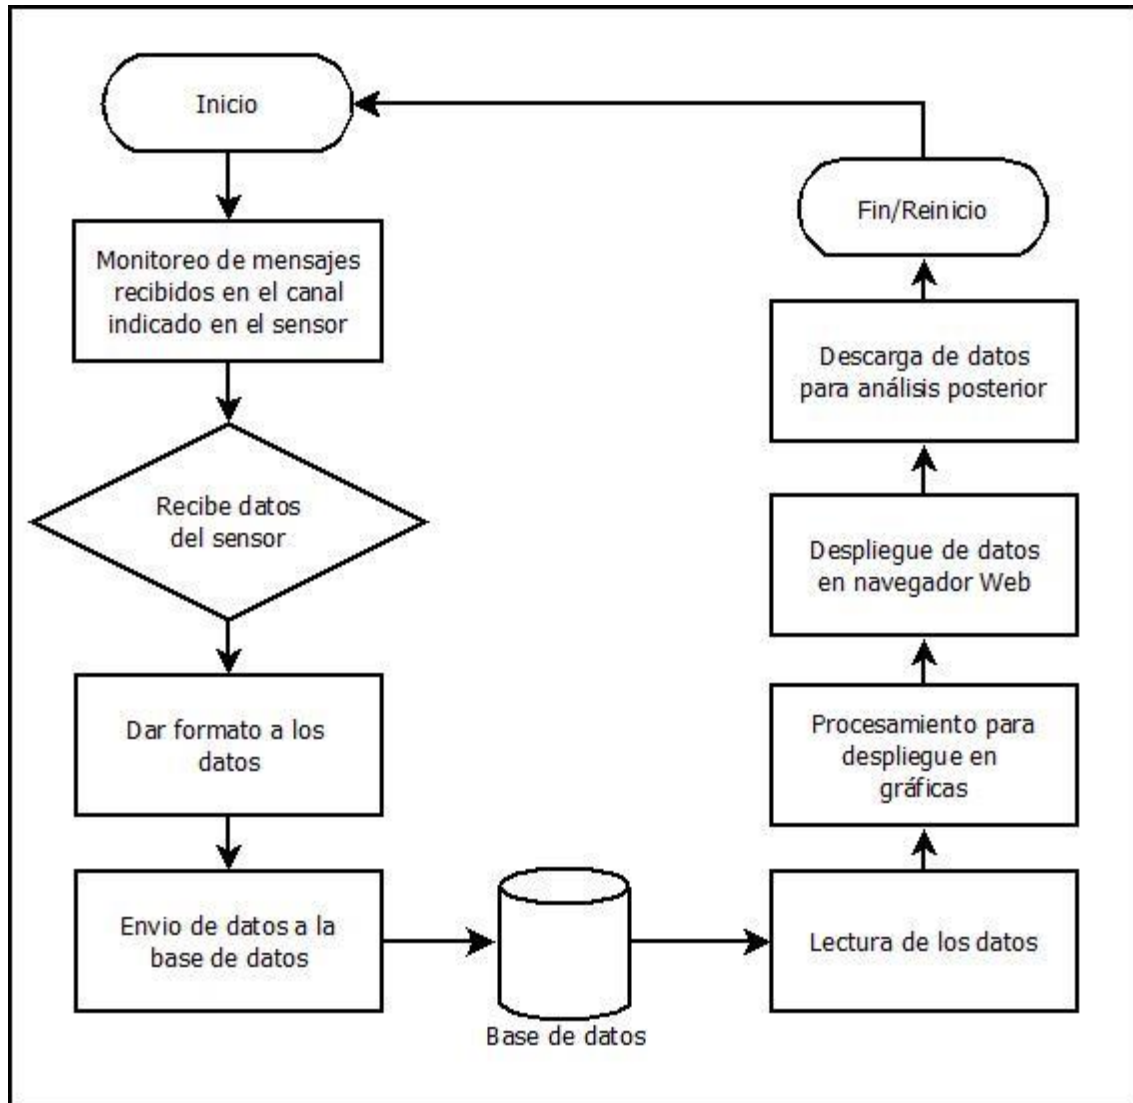 Inicio
Monitoreo de mensajes
recibidos en el canal
indicado en el sensor
Recibe datos
del sensor
Dar formato a los
datos
Envio de datos a la
base de datos
Base de datos
Lectura de los datos
Procesamiento para
despliegue en
gráficas
Despliegue de datos
en navegador Web
Descarga de datos
para análisis posterior
Fin/Reinicio